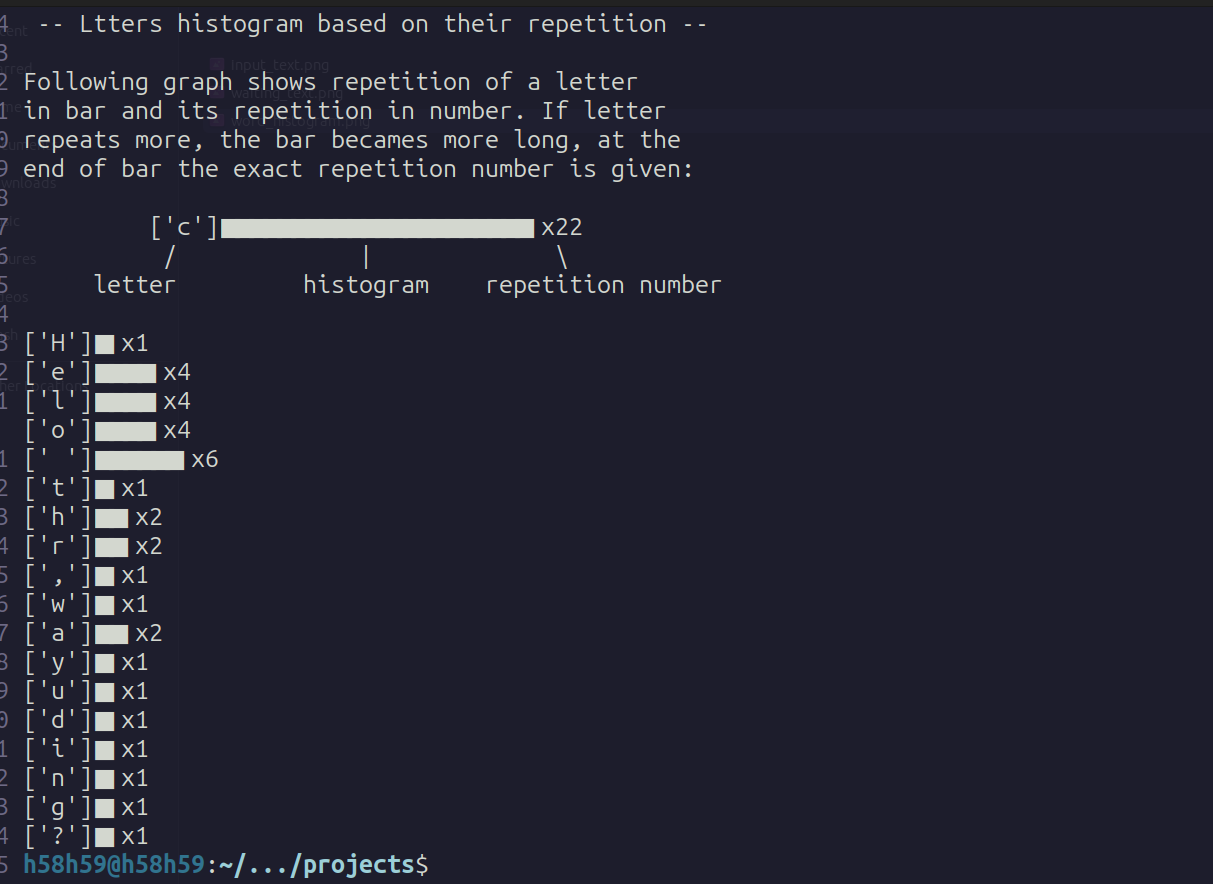 -- Ltters histogram based on their repetition --
Following graph shows repetition of a letter
in bar and its repetition in number. If letter
repeats more, the bar becames more long, at the
end of bar the exact repetition number is given:
['c'] x22
/ | \
letter histogram repetition number
['H'] x1
['e'] x4
['l'] x4
['o'] x4
[' '] x6
['t'] x1
['h'] x2
['r'] x2
[','] x1
['w'] x1
['a'] x2
['y'] x1
['u'] x1
['d'] x1
['i'] x1
['n'] x1
['g'] x1
['?'] x1
h58h59@h58h59:~/.../projects$